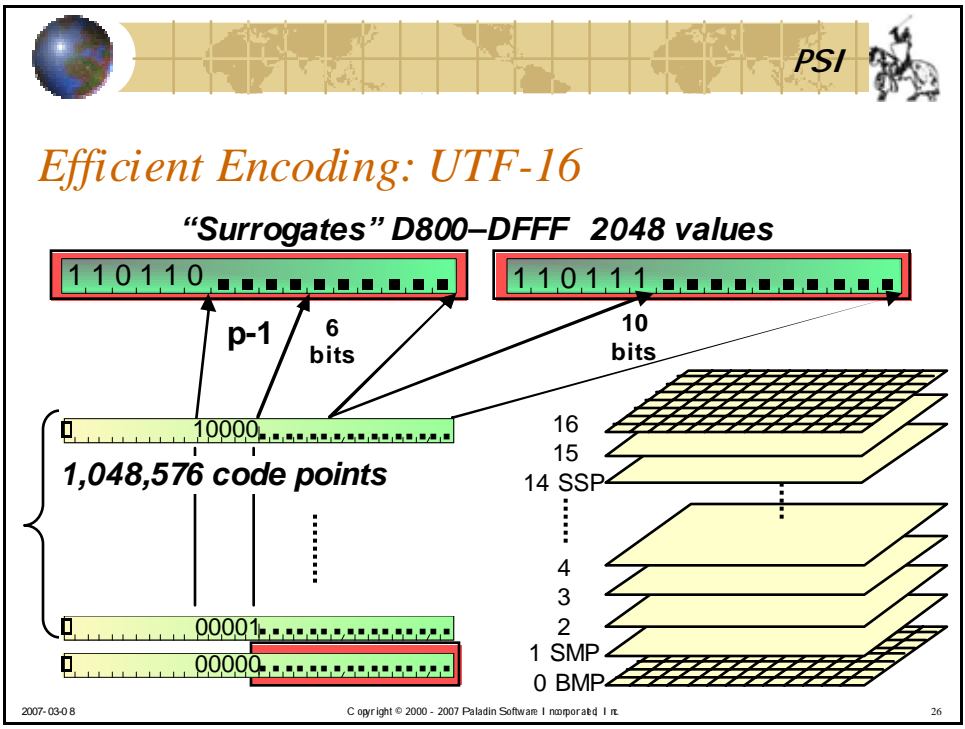 PSI
Efficient Encoding: UTF-16
“Surrogates” D800–DFFF 2048 values
110110
110111
p-1
6
bits
10
bits
10000
1,048,576 code points
00001
00000
16
15
14 SSP
4
3
2
1 SMP
0 BMP
2007-03-08
Copyright © 2000 - 2007 Paladin Software Incorporated, Inc.
26